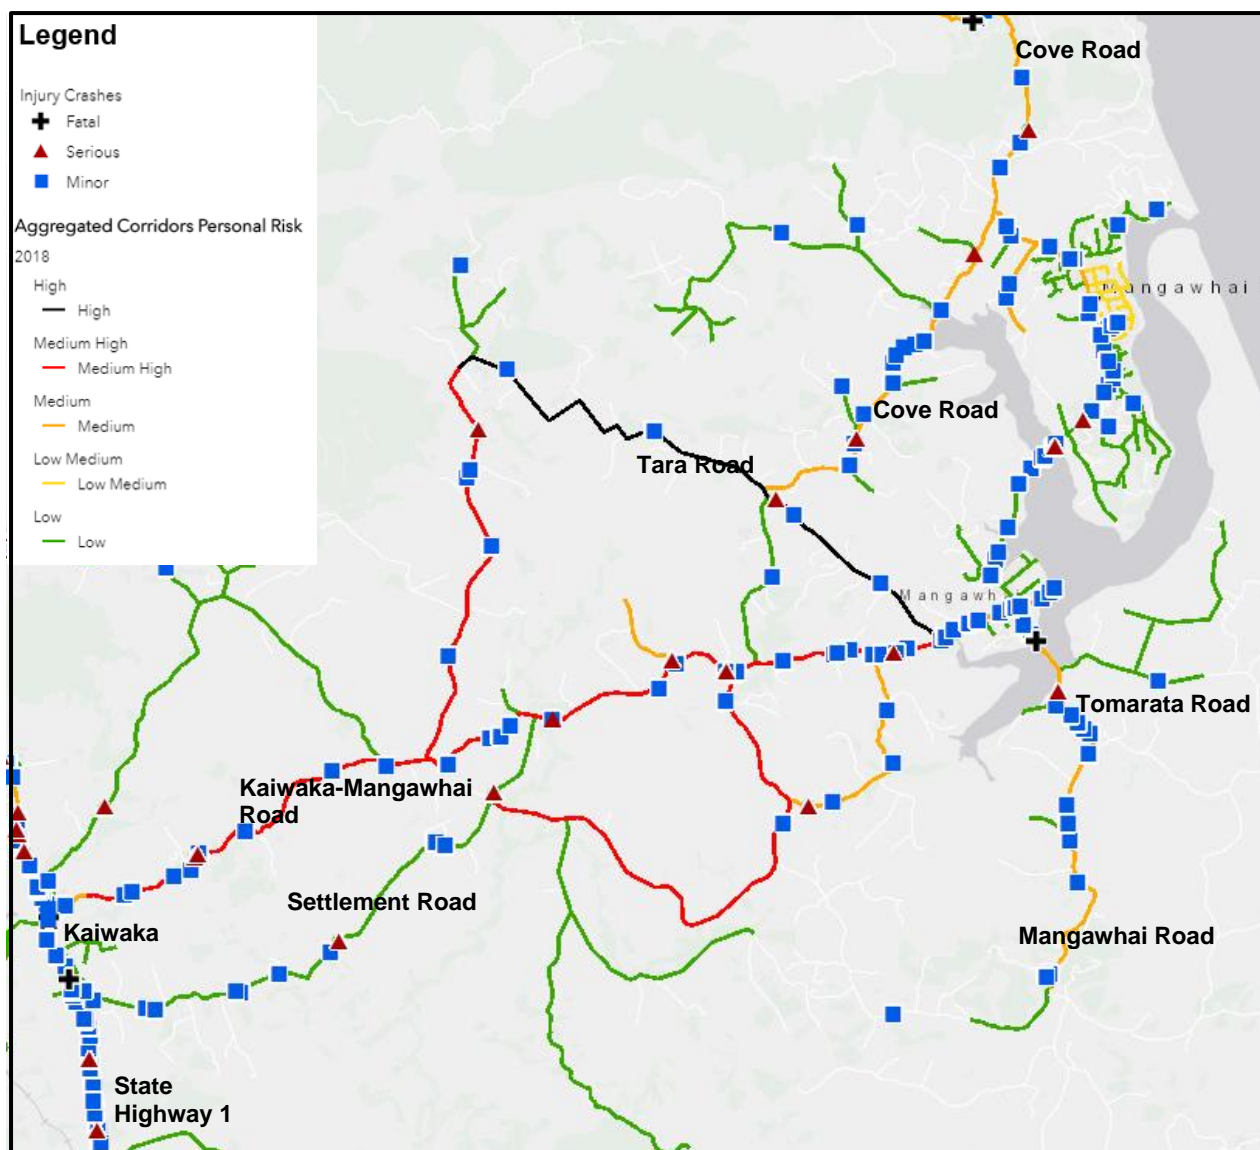 Legend
Injury Crashes
Fatal
Serious
Minor
Aggregated Corridors Personal Risk
2018
High
High
Medium High
Medium High
Medium
Medium
Low Medium
Low Medium
Low
Low
Cove Road
Mangawhai
Cove Road
Tara Road
Mangawh
Tomarata Road
Kaiwaka-Mangawhai
Road
Settlement Road
Kaiwaka
Mangawhai Road
State
Highway 1